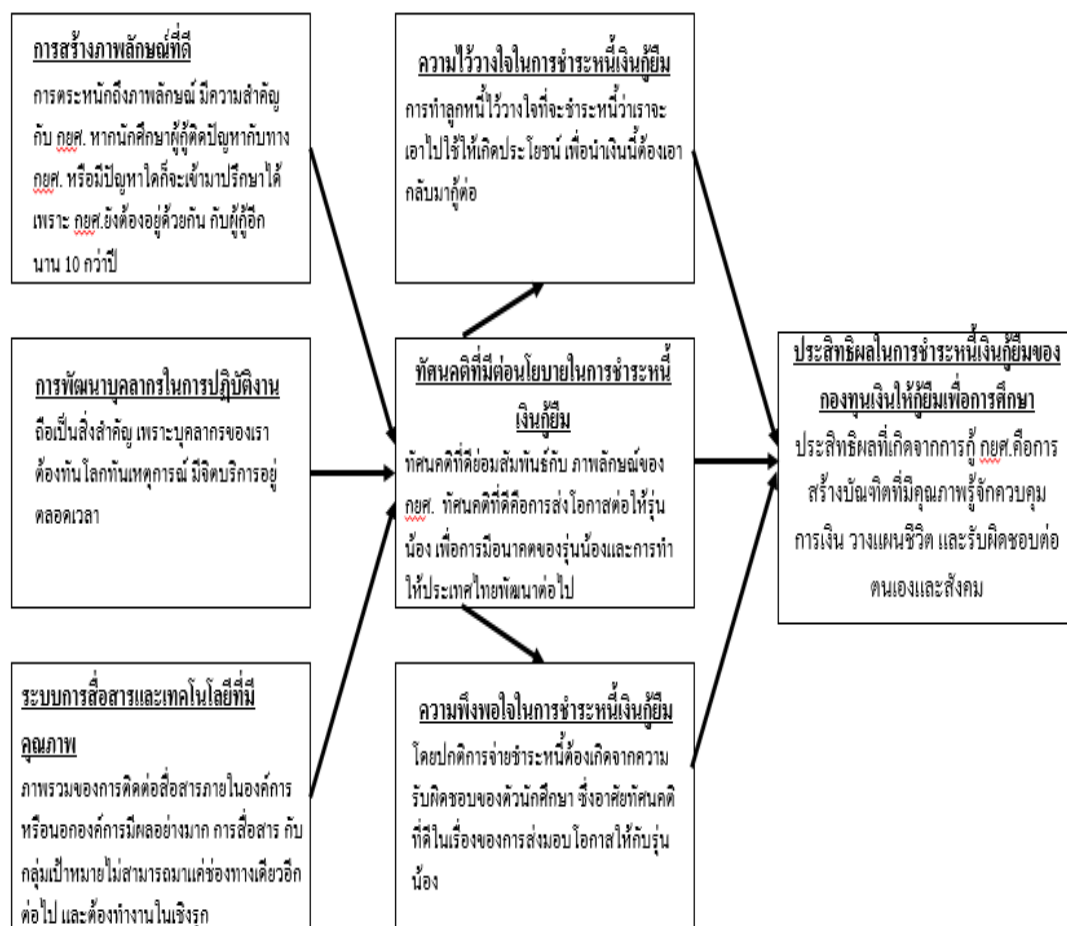 การสร้างภาพลักษณ์ที่ดี
การตระหนักถึงภาพลักษณ์ มีความสำคัญ
กับ กยศ. หากนักศึกษาผู้กู้ติดปัญหากับทาง
กยศ. หรือมีปัญหาใดก็จะเข้ามาปรึกษาได้
เพราะ กยศ.ยังต้องอยู่ด้วยกัน กับผู้กู้อีก
นาน 10 กว่าปี
การพัฒนาบุคลากรในการปฏิบัติงาน
ถือเป็นสิ่งสำคัญ เพราะบุคลากรของเรา
ต้องทันโลกทันเหตุการณ์ มีจิตบริการอยู่
ตลอดเวลา
ระบบการสื่อสารและเทคโนโลยีที่มี
คุณภาพ
ภาพรวมของการติดต่อสื่อสารภายในองค์การ
หรือนอกองค์การมีผลอย่างมาก การสื่อสาร กับ
กลุ่มเป้าหมายไม่สามารถมาแค่ช่องทางเดียวอีก
ต่อไป และต้องทำงานในเชิงรุก
ความไว้วางใจในการชำระหนี้เงินกู้ยืม
การทำลูกหนี้ไว้วางใจที่จะชำระหนี้ว่าเราจะ
เอาไปใช้ให้เกิดประโยชน์ เพื่อนำเงินนี้ต้องเอา
กลับมากู้ต่อ
ทัศนคติที่มีต่อนโยบายในการชำระหนี้
เงินกู้ยืม
ทัศนคติที่ดีย่อมสัมพันธ์กับ ภาพลักษณ์ของ
กยศ. ทัศนคติที่ดีคือการส่งโอกาสต่อให้รุ่น
น้อง เพื่อการมีอนาคตของรุ่นน้องและการทำ
ให้ประเทศไทยพัฒนาต่อไป
ความพึงพอใจในการชำระหนี้เงินกู้ยืม
โดยปกติการจ่ายชำระหนี้ต้องเกิดจากความ
รับผิดชอบของตัวนักศึกษา ซึ่งอาศัยทัศนคติ
ที่ดีในเรื่องของการส่งมอบโอกาสให้กับรุ่น
น้อง
ประสิทธิผลในการชำระหนี้เงินกู้ยืมของ
กองทุนเงินให้กู้ยืมเพื่อการศึกษา
ประสิทธิผลที่เกิดจากการกู้ กยศ.คือการ
สร้างบัณฑิตที่มีคุณภาพรู้จักควบคุม
การเงิน วางแผนชีวิต และรับผิดชอบต่อ
ตนเองและสังคม